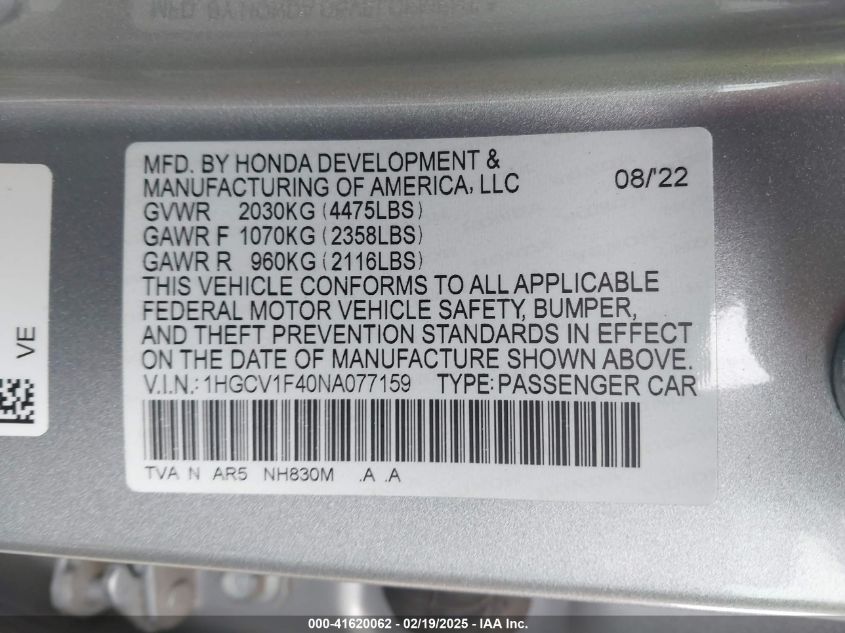 MFD. BY HONDA DEVELOPMENT &
MANUFACTURING OF AMERICA, LLC 08/'22
GVWR 2030KG (4475LBS)
GAWR F 1070KG (2358LBS)
GAWR R 960KG (2116LBS)
THIS VEHICLE CONFORMS TO ALL APPLICABLE
FEDERAL MOTOR VEHICLE SAFETY, BUMPER,
AND THEFT PREVENTION STANDARDS IN EFFECT
ON THE DATE OF MANUFACTURE SHOWN ABOVE.
V.I.N.: 1HGCV1F40NA077159 TYPE: PASSENGER CAR
TVA N AR5 NH830M .A .A
VE
000-41620062 - 02/19/2025 - IAA Inc.